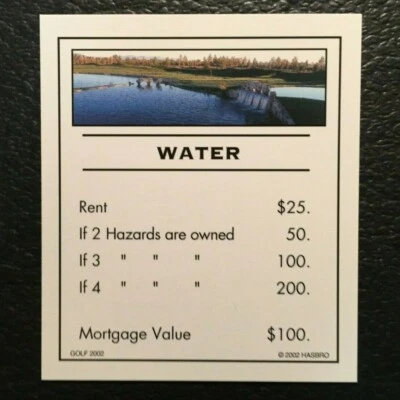 WATER
Rent $25.
If 2 Hazards are owned 50.
If 3 " " " 100.
If 4 " " " 200.
Mortgage Value $100.
GOLF 2002 © 2002 HASBRO